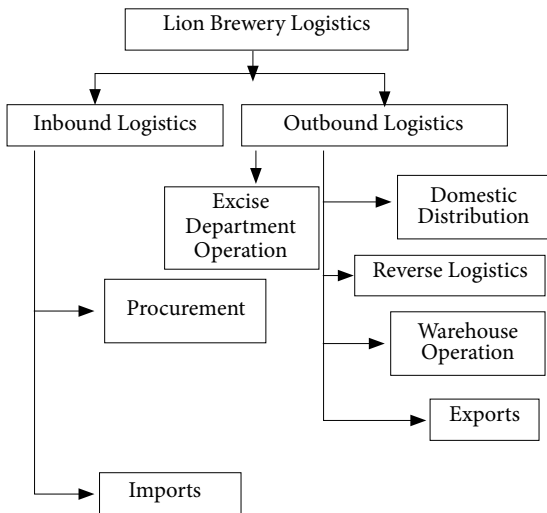 Lion Brewery Logistics
Inbound Logistics
Outbound Logistics
Excise
Department
Operation
Domestic
Distribution
Reverse Logistics
Procurement
Warehouse
Operation
Exports
Imports